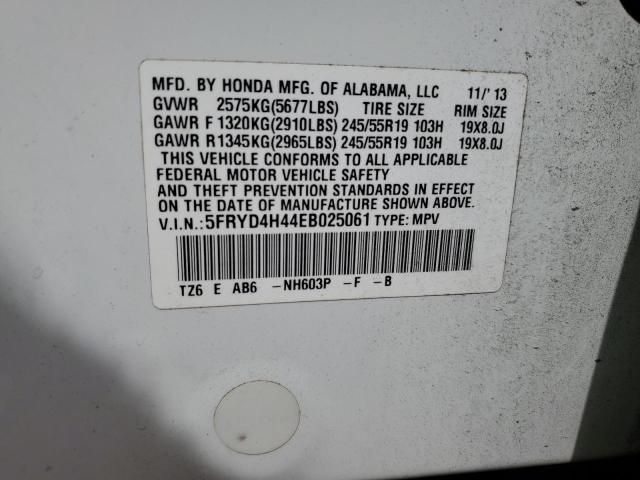 MFD. BY HONDA MFG. OF ALABAMA, LLC 11/'13
GVWR 2575KG(5677LBS) TIRE SIZE RIM SIZE
GAWR F 1320KG(2910LBS) 245/55R19 103H 19X8.0J
GAWR R1345KG(2965LBS) 245/55R19 103H 19X8.0J
THIS VEHICLE CONFORMS TO ALL APPLICABLE
FEDERAL MOTOR VEHICLE SAFETY
AND THEFT PREVENTION STANDARDS IN EFFECT
ON THE DATE OF MANUFACTURE SHOWN ABOVE.
V.I.N.:5FRYD4H44EB025061 TYPE: MPV
TZ6 E AB6 -NH603P -F -B